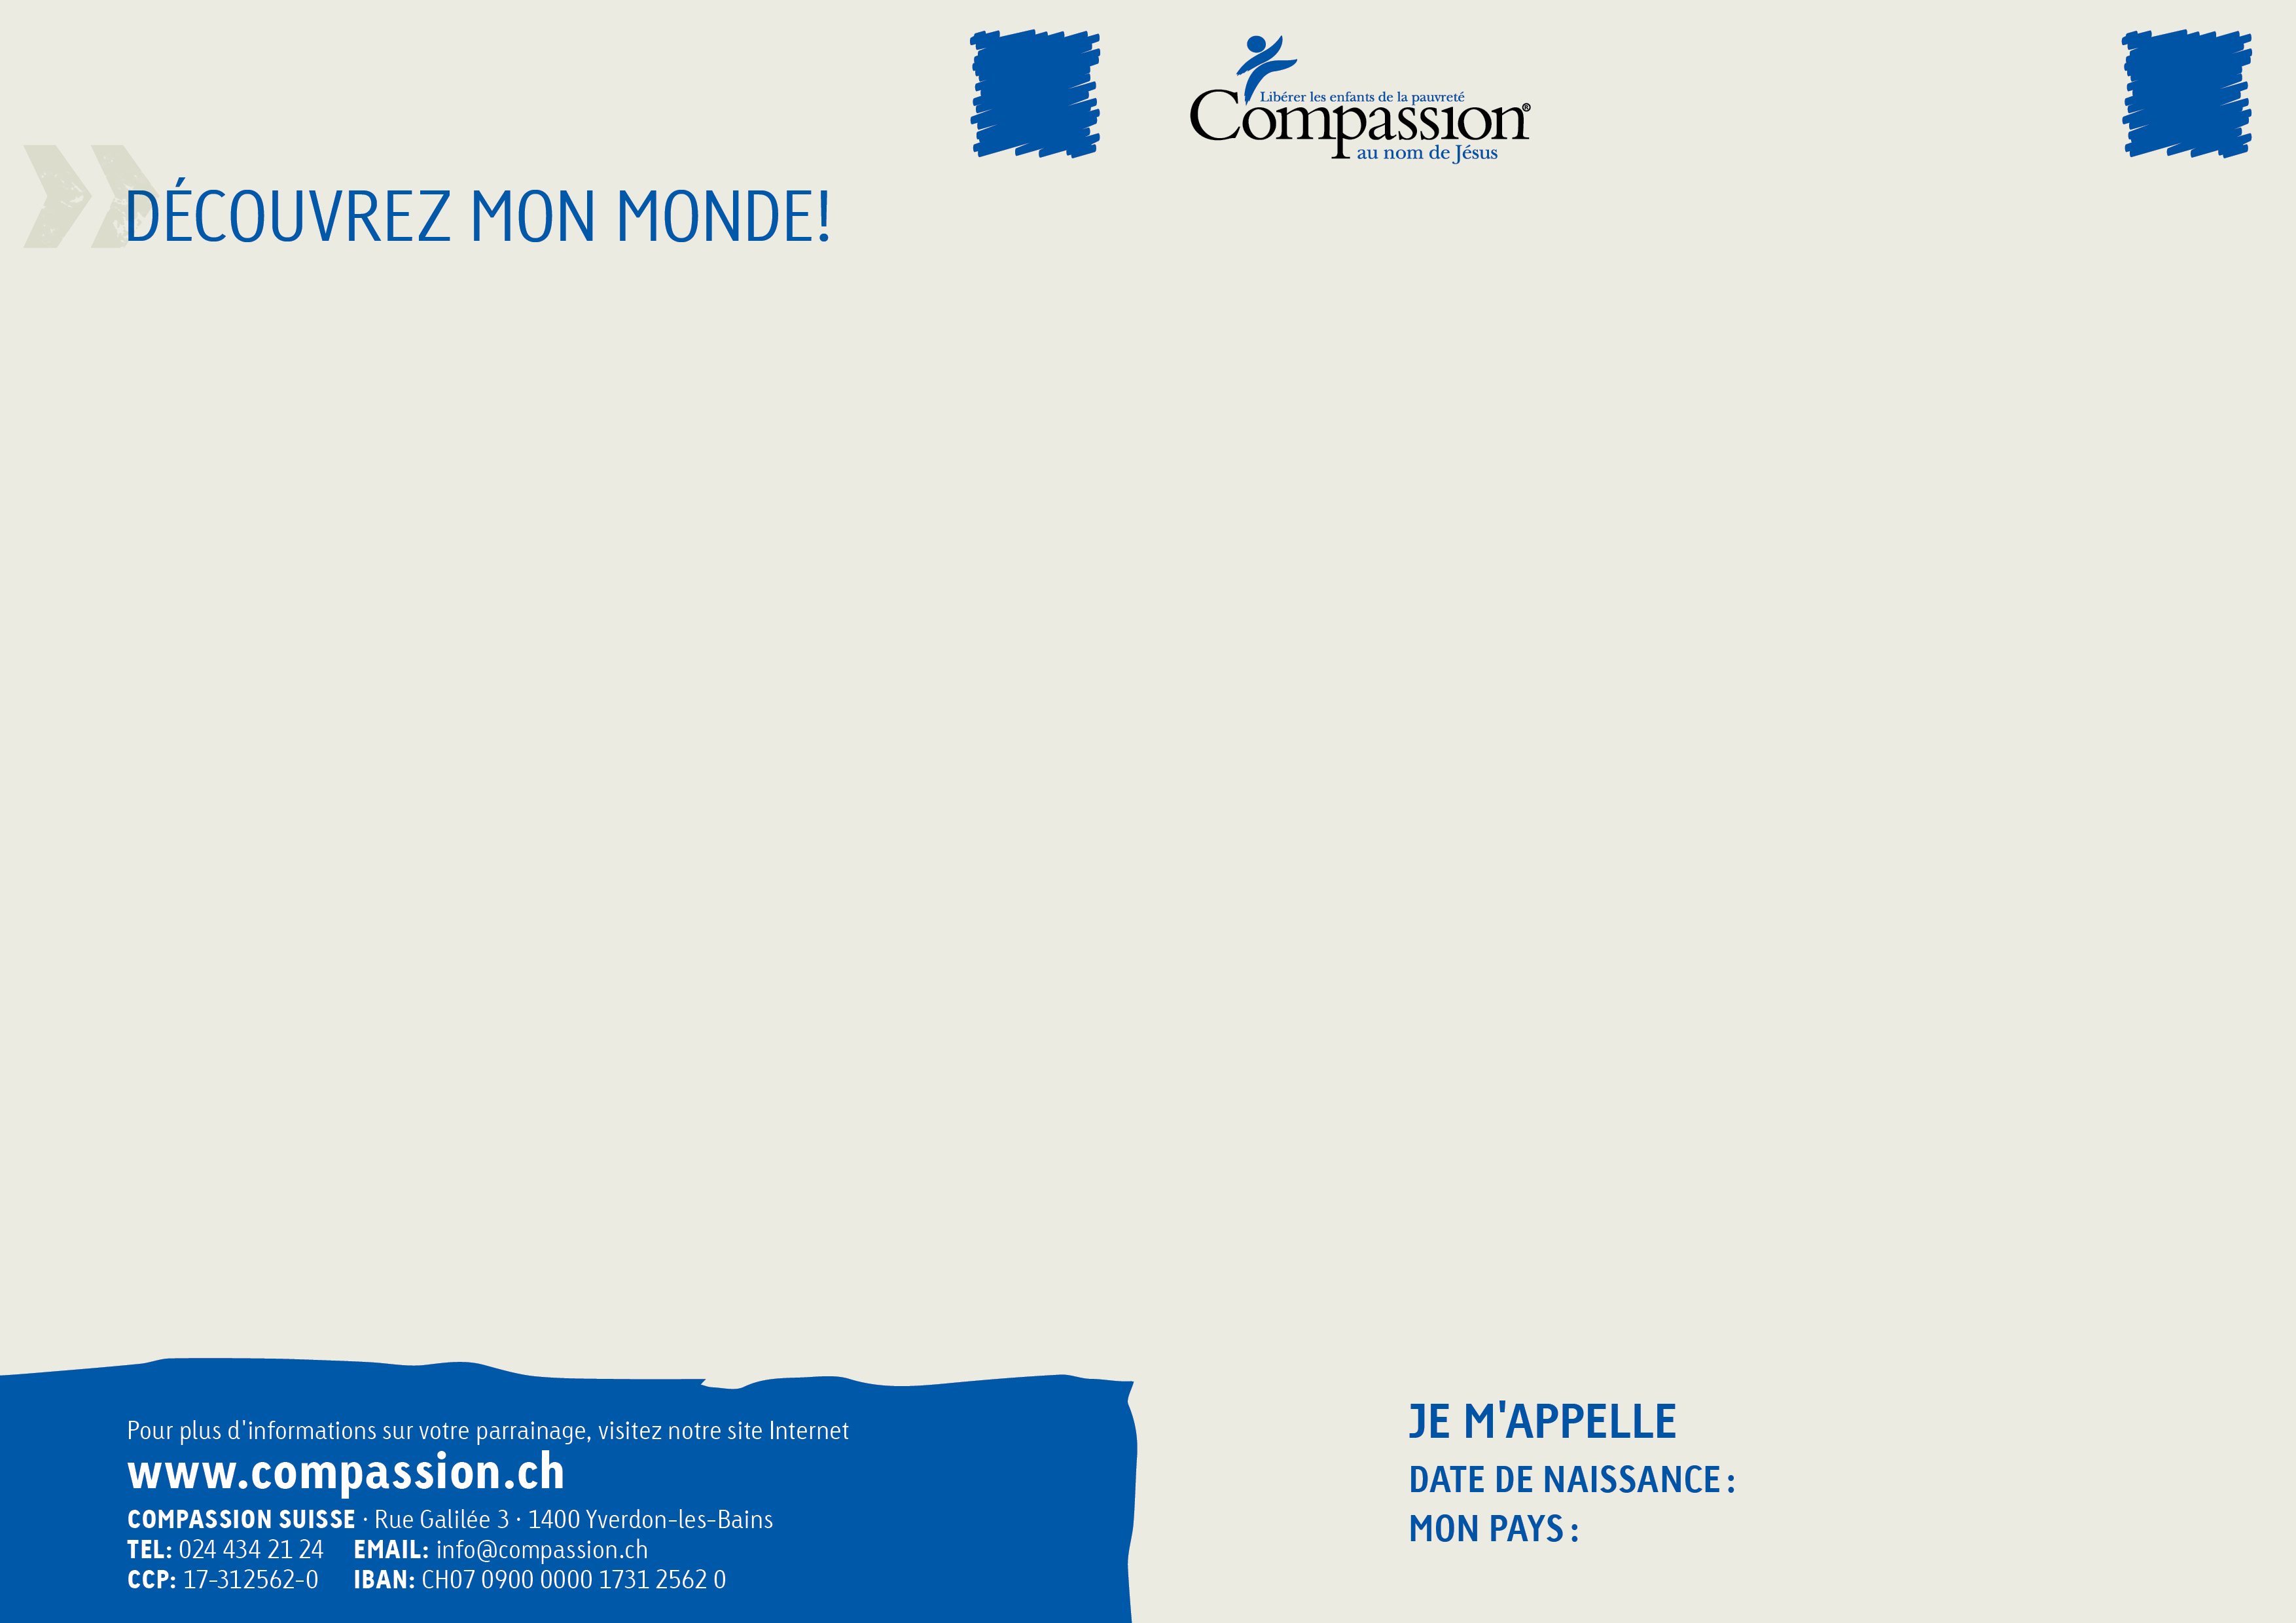 Libérer les enfants de la pauvreté
Compassion®
au nom de Jésus
DÉCOUVREZ MON MONDE!
Pour plus d'informations sur votre parrainage, visitez notre site Internet
www.compassion.ch
COMPASSION SUISSE · Rue Galilée 3 · 1400 Yverdon-les-Bains
TEL: 024 434 21 24 EMAIL: info@compassion.ch
CCP: 17-312562-0 IBAN: CH07 0900 0000 1731 2562 0
JE M'APPELLE
DATE DE NAISSANCE :
MON PAYS :